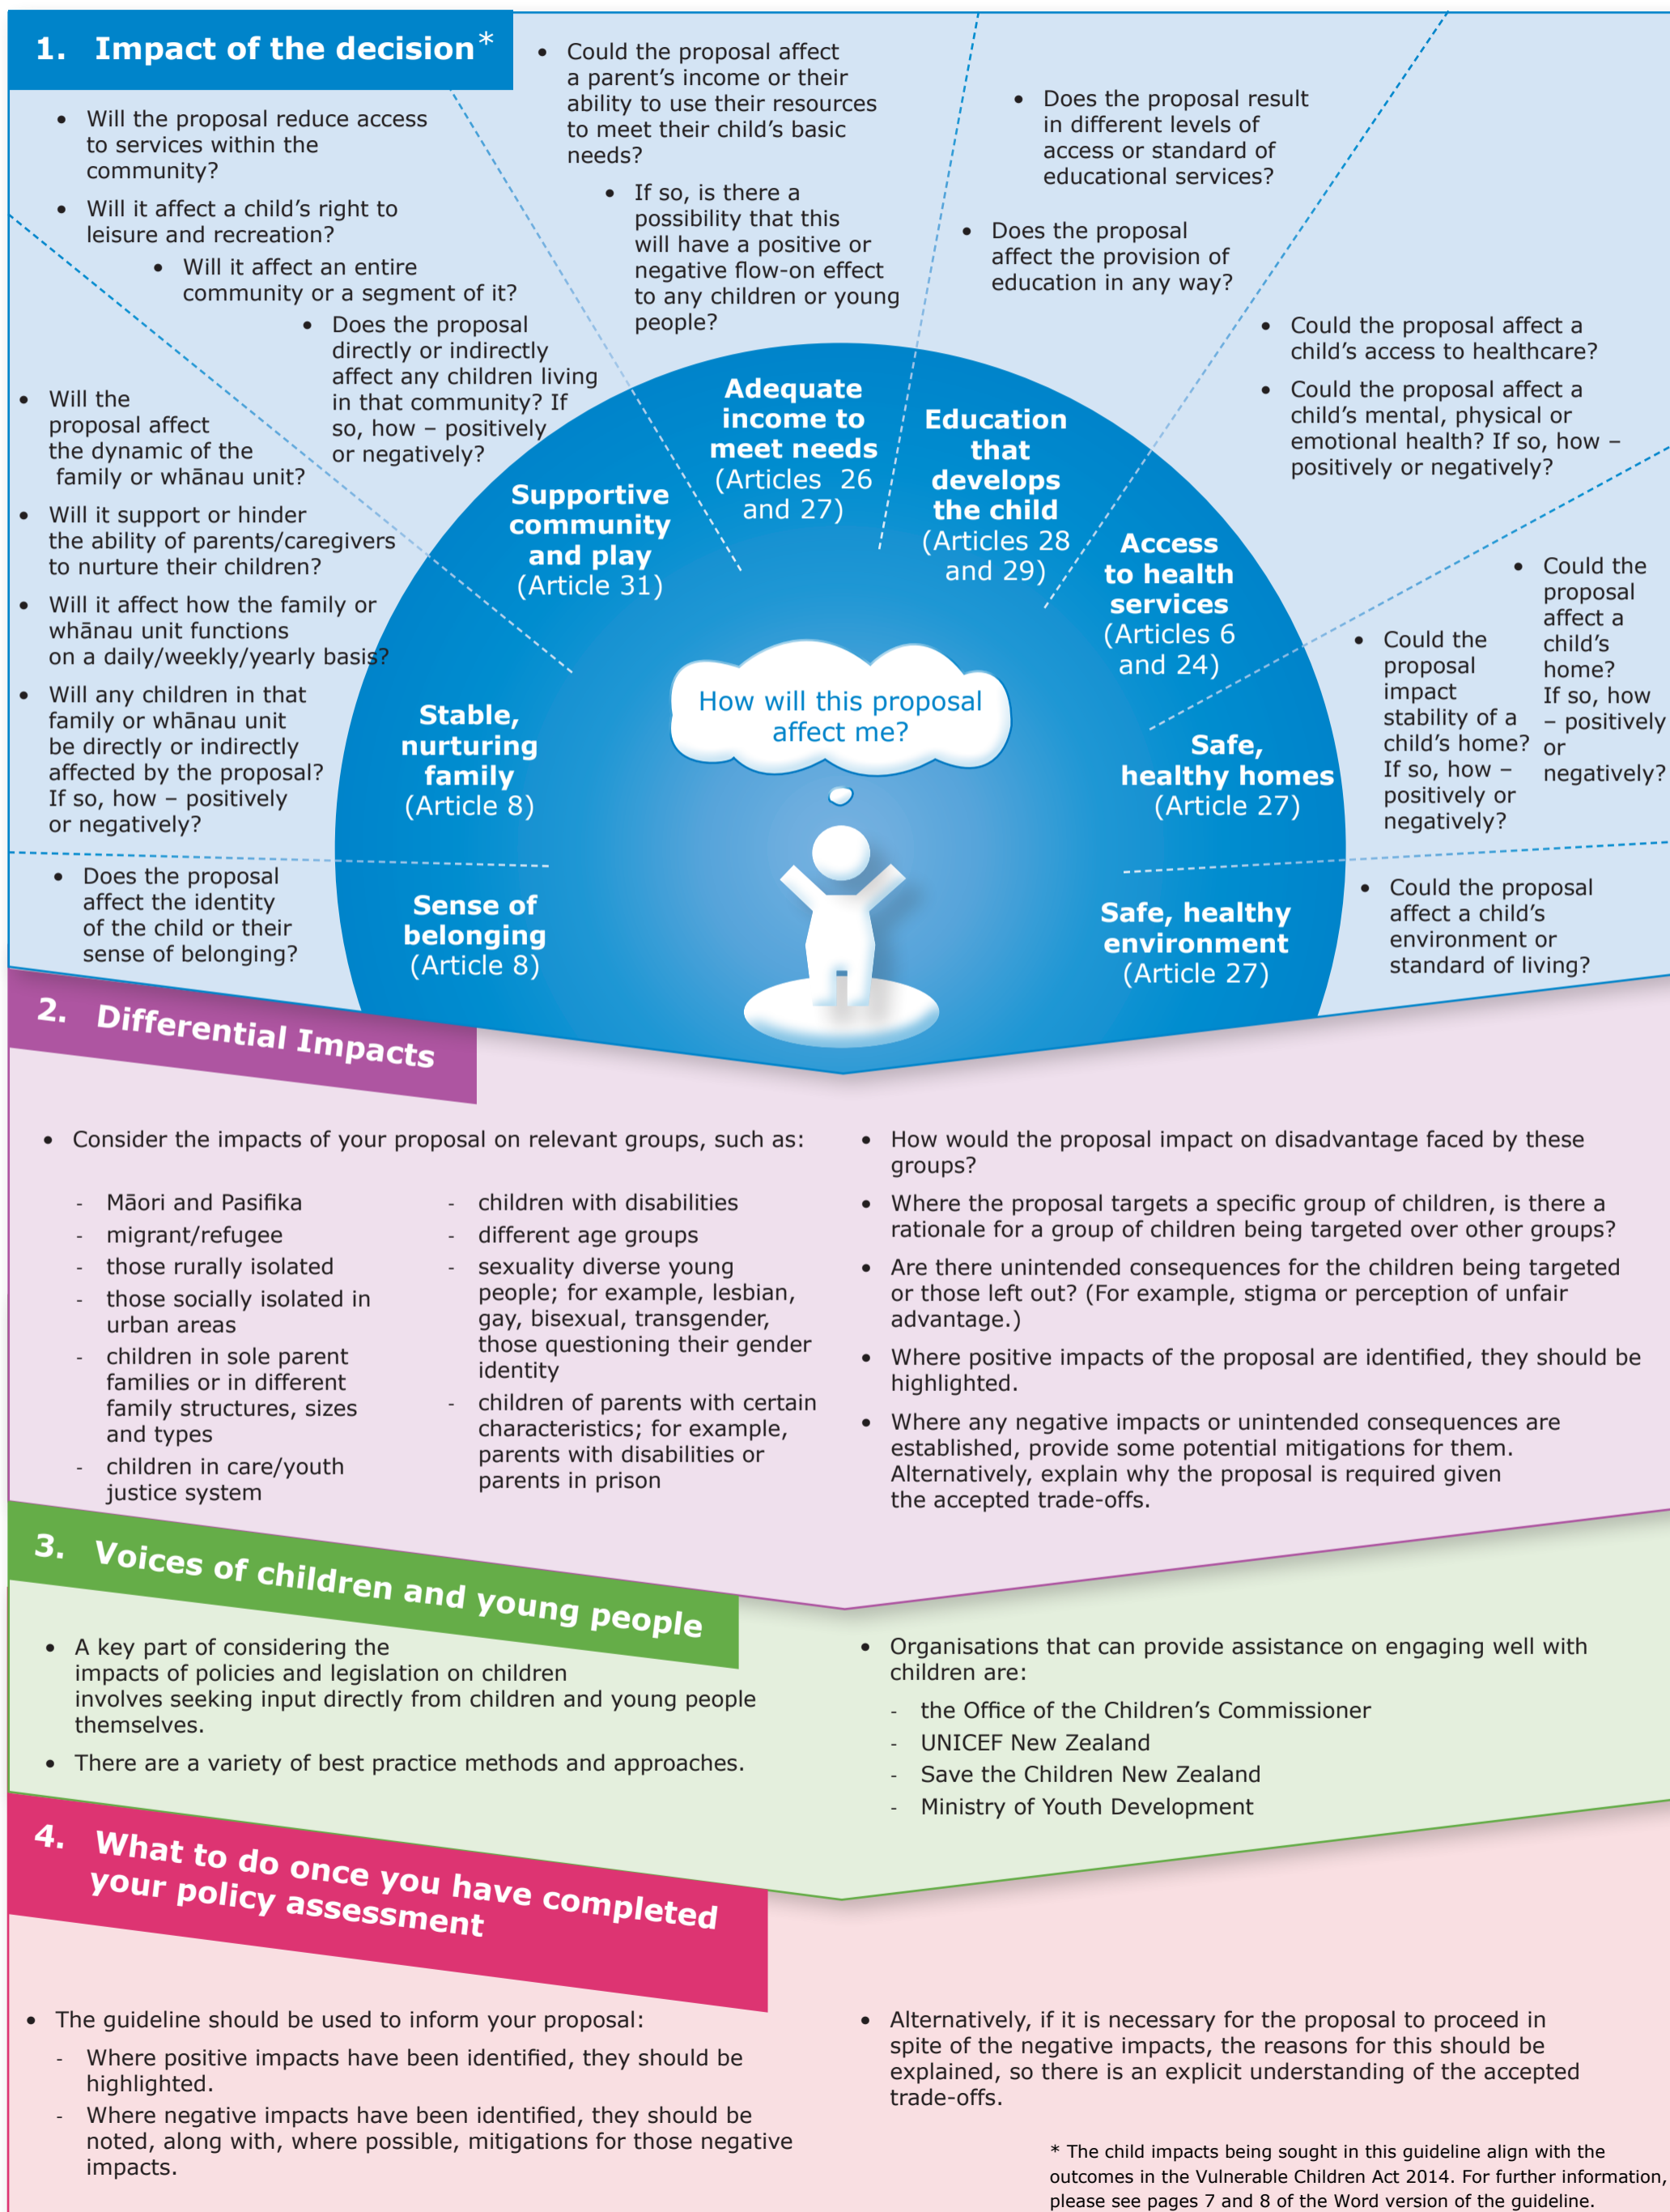 1. Impact of the decision*
• Will the proposal reduce access
to services within the
community?
• Will it affect a child’s right to
leisure and recreation?
• Will it affect an entire
community or a segment of it?
• Does the proposal
directly or indirectly
affect any children living
in that community? If
so, how – positively
or negatively?
• Could the proposal affect
a parent’s income or their
ability to use their resources
to meet their child’s basic
needs?
• If so, is there a
possibility that this
will have a positive or
negative flow-on effect
to any children or young
people?
• Does the proposal result
in different levels of
access or standard of
educational services?
• Does the proposal
affect the provision of
education in any way?
• Could the proposal affect a
child’s access to healthcare?
• Could the proposal affect a
child’s mental, physical or
emotional health? If so, how –
positively or negatively?
• Could the
proposal
impact
stability of a
child’s home?
If so, how –
positively or
negatively?
• Could the
proposal
affect a
child’s
home?
If so, how
– positively
or
negatively?
• Could the proposal
affect a child’s
environment or
standard of living?
• Will the
proposal affect
the dynamic of the
family or whānau unit?
• Will it support or hinder
the ability of parents/caregivers
to nurture their children?
• Will it affect how the family or
whānau unit functions
on a daily/weekly/yearly basis?
• Will any children in that
family or whānau unit
be directly or indirectly
affected by the proposal?
If so, how – positively
or negatively?
• Does the proposal
affect the identity
of the child or their
sense of belonging?
Sense of
belonging
(Article 8)
Stable,
nurturing
family
(Article 8)
Supportive
community
and play
(Article 31)
Adequate
income to
meet needs
(Articles 26
and 27)
Education
that
develops
the child
(Articles 28
and 29)
Access
to health
services
(Articles 6
and 24)
Safe,
healthy homes
(Article 27)
Safe, healthy
environment
(Article 27)
How will this proposal
affect me?
2. Differential Impacts
• Consider the impacts of your proposal on relevant groups, such as:
- Māori and Pasifika
- migrant/refugee
- those rurally isolated
- those socially isolated in
urban areas
- children in sole parent
families or in different
family structures, sizes
and types
- children in care/youth
justice system
- children with disabilities
- different age groups
- sexuality diverse young
people; for example, lesbian,
gay, bisexual, transgender,
those questioning their gender
identity
- children of parents with certain
characteristics; for example,
parents with disabilities or
parents in prison
• How would the proposal impact on disadvantage faced by these
groups?
• Where the proposal targets a specific group of children, is there a
rationale for a group of children being targeted over other groups?
• Are there unintended consequences for the children being targeted
or those left out? (For example, stigma or perception of unfair
advantage.)
• Where positive impacts of the proposal are identified, they should be
highlighted.
• Where any negative impacts or unintended consequences are
established, provide some potential mitigations for them.
Alternatively, explain why the proposal is required given
the accepted trade-offs.
3. Voices of children and young people
• A key part of considering the
impacts of policies and legislation on children
involves seeking input directly from children and young people
themselves.
• There are a variety of best practice methods and approaches.
• Organisations that can provide assistance on engaging well with
children are:
- the Office of the Children’s Commissioner
- UNICEF New Zealand
- Save the Children New Zealand
- Ministry of Youth Development
4. What to do once you have completed
your policy assessment
• The guideline should be used to inform your proposal:
- Where positive impacts have been identified, they should be
highlighted.
- Where negative impacts have been identified, they should be
noted, along with, where possible, mitigations for those negative
impacts.
• Alternatively, if it is necessary for the proposal to proceed in
spite of the negative impacts, the reasons for this should be
explained, so there is an explicit understanding of the accepted
trade-offs.
* The child impacts being sought in this guideline align with the
outcomes in the Vulnerable Children Act 2014. For further information,
please see pages 7 and 8 of the Word version of the guideline.